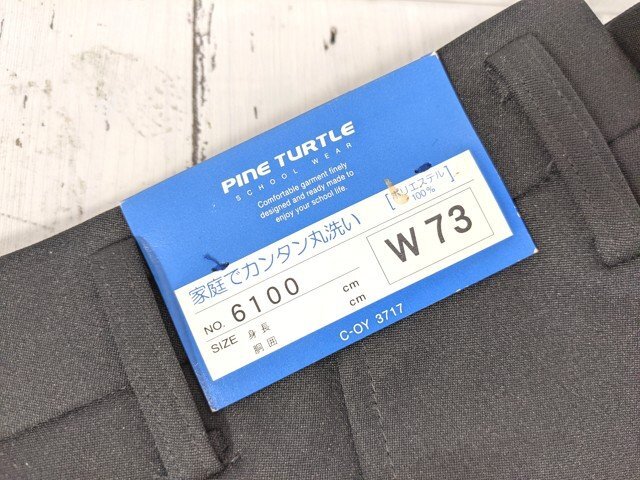 PINE TURTLE
SCHOOL WEAR
Comfortable garment finely
designed and ready made to
enjoy your school life.
家庭でカンタン丸洗い
[ポリエステル]
100%
NO. 6100
W 73
SIZE 身長 cm
胴囲 cm
C-OY 3717